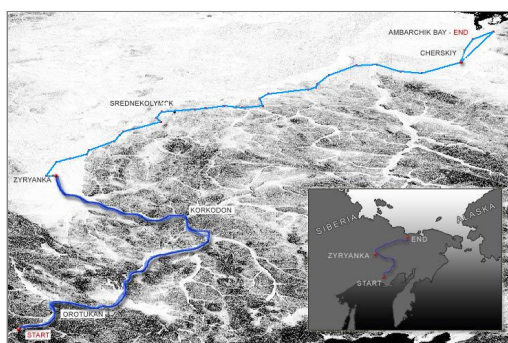 AMBARCHIK BAY - END
CHERSKIY
SREDNEKOLYMSK
ZYRYANKA
KORKODON
OROTUKAN
START
SIBERIA
ALASKA
END
ZYRYANKA
START